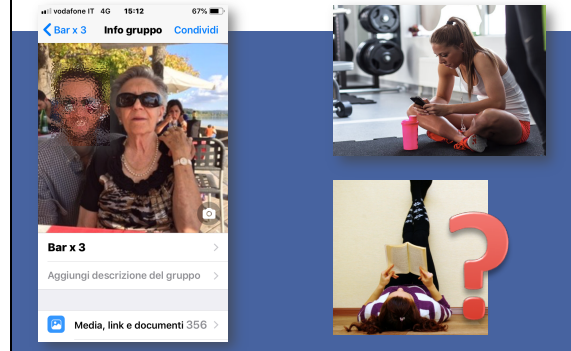 vodafone IT 4G 15:12 67%
Bar x 3 Info gruppo Condividi
Bar x 3
Aggiungi descrizione del gruppo
Media, link e documenti 356
?